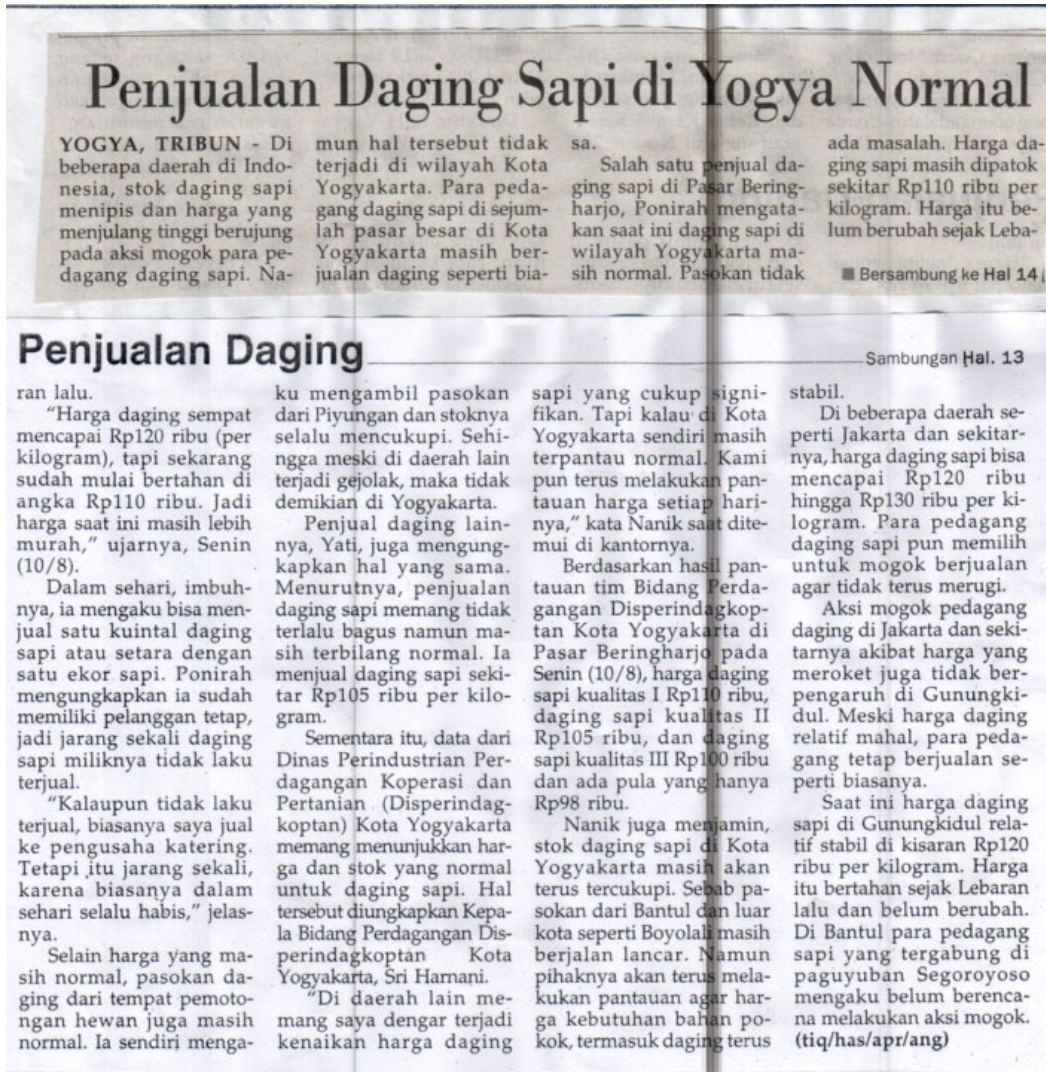 Penjualan Daging Sapi di Yogya Normal
YOGYA, TRIBUN - Di
beberapa daerah di Indo-
nesia, stok daging sapi
menipis dan harga yang
menjulang tinggi berujung
pada aksi mogok para pe-
dagang daging sapi. Na-
mun hal tersebut tidak
terjadi di wilayah Kota
Yogyakarta. Para peda-
gang daging sapi di sejum-
lah pasar besar di Kota
Yogyakarta masih ber-
jualan daging seperti bia-
sa.
Salah satu penjual da-
ging sapi di Pasar Bering-
harjo, Ponirah mengata-
kan saat ini daging sapi di
wilayah Yogyakarta ma-
sih normal. Pasokan tidak
ada masalah. Harga da-
ging sapi masih dipatok
sekitar Rp110 ribu per
kilogram. Harga itu be-
lum berubah sejak Leba-
■ Bersambung ke Hal 14
Penjualan Daging
Sambungan Hal. 13
ran lalu.
"Harga daging sempat
mencapai Rp120 ribu (per
kilogram), tapi sekarang
sudah mulai bertahan di
angka Rp110 ribu. Jadi
harga saat ini masih lebih
murah," ujarnya, Senin
(10/8).
Dalam sehari, imbuh-
nya, ia mengaku bisa men-
jual satu kuintal daging
sapi atau setara dengan
satu ekor sapi. Ponirah
mengungkapkan ia sudah
memiliki pelanggan tetap,
jadi jarang sekali daging
sapi miliknya tidak laku
terjual.
"Kalaupun tidak laku
terjual, biasanya saya jual
ke pengusaha katering.
Tetapi itu jarang sekali,
karena biasanya dalam
sehari selalu habis," jelas-
nya.
Selain harga yang ma-
sih normal, pasokan da-
ging dari tempat pemoto-
ngan hewan juga masih
normal. Ia sendiri menga-
ku mengambil pasokan
dari Piyungan dan stoknya
selalu mencukupi. Sehi-
ngga meski di daerah lain
terjadi gejolak, maka tidak
demikian di Yogyakarta.
Penjual daging lain-
nya, Yati, juga mengung-
kapkan hal yang sama.
Menurutnya, penjualan
daging sapi memang tidak
terlalu bagus namun ma-
sih terbilang normal. Ia
menjual daging sapi seki-
tar Rp105 ribu per kilo-
gram.
Sementara itu, data dari
Dinas Perindustrian Per-
dagangan Koperasi dan
Pertanian (Disperindag-
koptan) Kota Yogyakarta
memang menunjukkan har-
ga dan stok yang normal
untuk daging sapi. Hal
tersebut diungkapkan Kepa-
la Bidang Perdagangan Dis-
perindagkoptan Kota
Yogyakarta, Sri Harnani.
"Di daerah lain me-
mang saya dengar terjadi
kenaikan harga daging
sapi yang cukup signi-
fikan. Tapi kalau di Kota
Yogyakarta sendiri masih
terpantau normal. Kami
pun terus melakukan pan-
tauan harga setiap hari-
nya," kata Nanik saat dite-
mui di kantornya.
Berdasarkan hasil pan-
tauan tim Bidang Perda-
gangan Disperindagkop-
tan Kota Yogyakarta di
Pasar Beringharjo pada
Senin (10/8), harga daging
sapi kualitas I Rp110 ribu,
daging sapi kualitas II
Rp105 ribu, dan daging
sapi kualitas III Rp100 ribu
dan ada pula yang hanya
Rp98 ribu.
Nanik juga menjamin,
stok daging sapi di Kota
Yogyakarta masih akan
terus tercukupi. Sebab pa-
sokan dari Bantul dan luar
kota seperti Boyolali masih
berjalan lancar. Namun
pihaknya akan terus mela-
kukan pantauan agar har-
ga kebutuhan bahan po-
kok, termasuk daging terus
stabil.
Di beberapa daerah se-
perti Jakarta dan sekitar-
nya, harga daging sapi bisa
mencapai Rp120 ribu
hingga Rp130 ribu per ki-
logram. Para pedagang
daging sapi pun memilih
untuk mogok berjualan
agar tidak terus merugi.
Aksi mogok pedagang
daging di Jakarta dan seki-
tarnya akibat harga yang
meroket juga tidak ber-
pengaruh di Gunungki-
dul. Meski harga daging
relatif mahal, para peda-
gang tetap berjualan se-
perti biasanya.
Saat ini harga daging
sapi di Gunungkidul rela-
tif stabil di kisaran Rp120
ribu per kilogram. Harga
itu bertahan sejak Lebaran
lalu dan belum berubah.
Di Bantul para pedagang
sapi yang tergabung di
paguyuban Segoroyoso
mengaku belum berenca-
na melakukan aksi mogok.
(tiq/has/apr/ang)